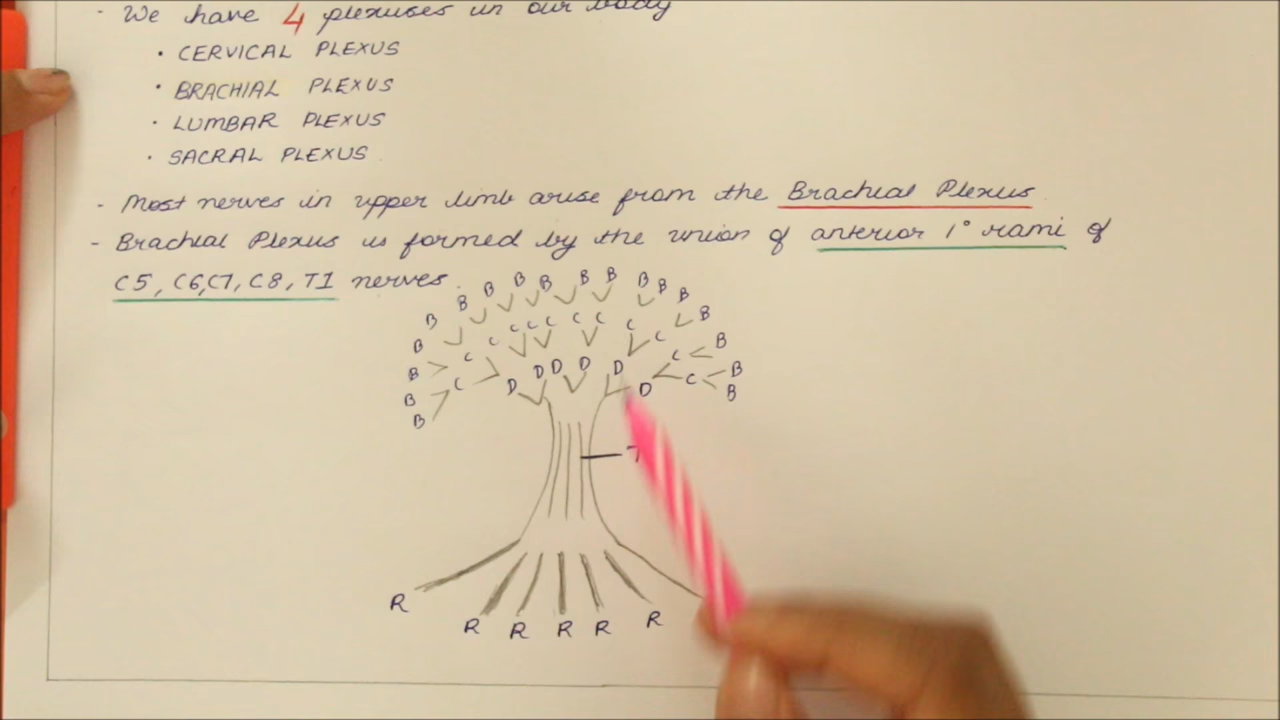 - We have 4 plexuses in our body
• CERVICAL PLEXUS
• BRACHIAL PLEXUS
• LUMBAR PLEXUS
• SACRAL PLEXUS
- Most nerves in upper limb arise from the Brachial Plexus
- Brachial Plexus is formed by the union of anterior 1° rami of
C5, C6, C7, C8, T1 nerves.
B B B B B B B B B B
B C C C C C C C C B
B C D D D D D C B
B C D C B
B B
B
T
R R R R R R